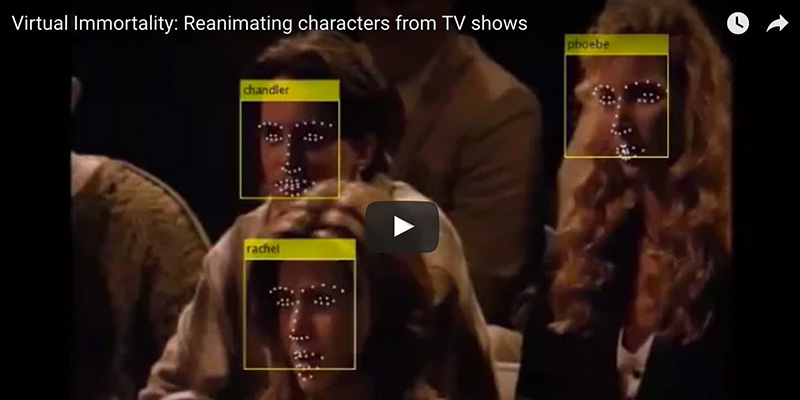 Virtual Immortality: Reanimating characters from TV shows
phoebe
chandler
rachel